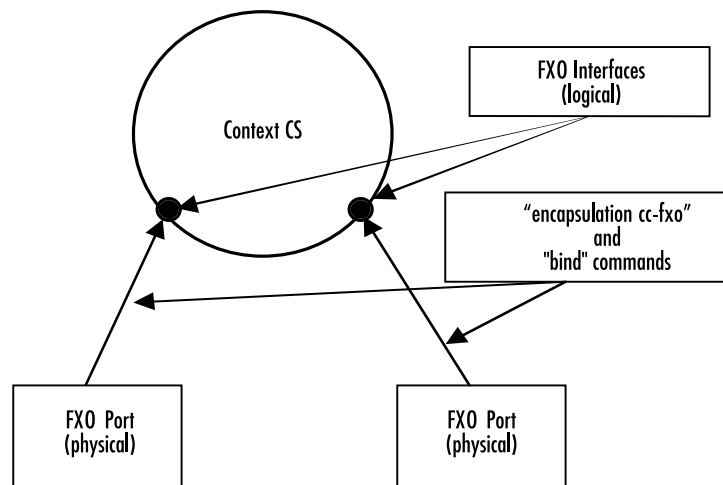 FXO Interfaces
(logical)
Context CS
“encapsulation cc-fxo”
and
"bind" commands
FXO Port
(physical)
FXO Port
(physical)